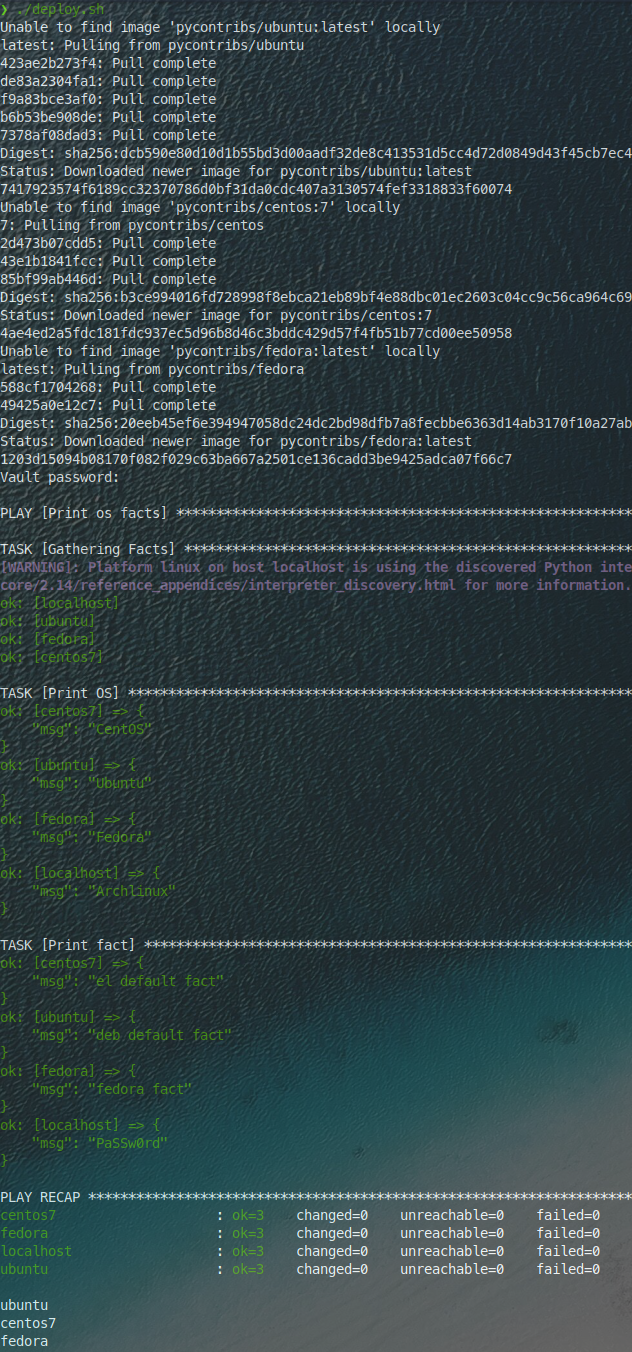 ❯ ./deploy.sh
Unable to find image 'pycontribs/ubuntu:latest' locally
latest: Pulling from pycontribs/ubuntu
423ae2b273f4: Pull complete
de83a2304fa1: Pull complete
f9a83bce3af0: Pull complete
b6b53be908de: Pull complete
7378af08dad3: Pull complete
Digest: sha256:dcb590e80d10d1b55bd3d00aadf32de8c413531d5cc4d72d0849d43f45cb7ec4
Status: Downloaded newer image for pycontribs/ubuntu:latest
7417923574f6189cc32370786d0bf31da0cdc407a3130574fef3318833f60074
Unable to find image 'pycontribs/centos:7' locally
7: Pulling from pycontribs/centos
2d473b07cdd5: Pull complete
43e1b1841fcc: Pull complete
85bf99ab446d: Pull complete
Digest: sha256:b3ce994016fd728998f8ebca21eb89bf4e88dbc01ec2603c04cc9c56ca964c69
Status: Downloaded newer image for pycontribs/centos:7
4ae4ed2a5fdc181fdc937ec5d96b8d46c3bddc429d57f4fb51b77cd00ee50958
Unable to find image 'pycontribs/fedora:latest' locally
latest: Pulling from pycontribs/fedora
588cf1704268: Pull complete
49425a0e12c7: Pull complete
Digest: sha256:20eeb45ef6e394947058dc24dc2bd98dfb7a8fecbbe6363d14ab3170f10a27ab
Status: Downloaded newer image for pycontribs/fedora:latest
1203d15094b08170f082f029c63ba667a2501ce136cadd3be9425adca07f66c7
Vault password:
PLAY [Print os facts] *********************************************************
TASK [Gathering Facts] ********************************************************
[WARNING]: Platform linux on host localhost is using the discovered Python inte
core/2.14/reference_appendices/interpreter_discovery.html for more information.
ok: [localhost]
ok: [ubuntu]
ok: [fedora]
ok: [centos7]
TASK [Print OS] ***************************************************************
ok: [centos7] => {
    "msg": "CentOS"
}
ok: [ubuntu] => {
    "msg": "Ubuntu"
}
ok: [fedora] => {
    "msg": "Fedora"
}
ok: [localhost] => {
    "msg": "Archlinux"
}
TASK [Print fact] *************************************************************
ok: [centos7] => {
    "msg": "el default fact"
}
ok: [ubuntu] => {
    "msg": "deb default fact"
}
ok: [fedora] => {
    "msg": "fedora fact"
}
ok: [localhost] => {
    "msg": "PaSSw0rd"
}
PLAY RECAP ********************************************************************
centos7                    : ok=3    changed=0    unreachable=0    failed=0
fedora                     : ok=3    changed=0    unreachable=0    failed=0
localhost                  : ok=3    changed=0    unreachable=0    failed=0
ubuntu                     : ok=3    changed=0    unreachable=0    failed=0
ubuntu
centos7
fedora